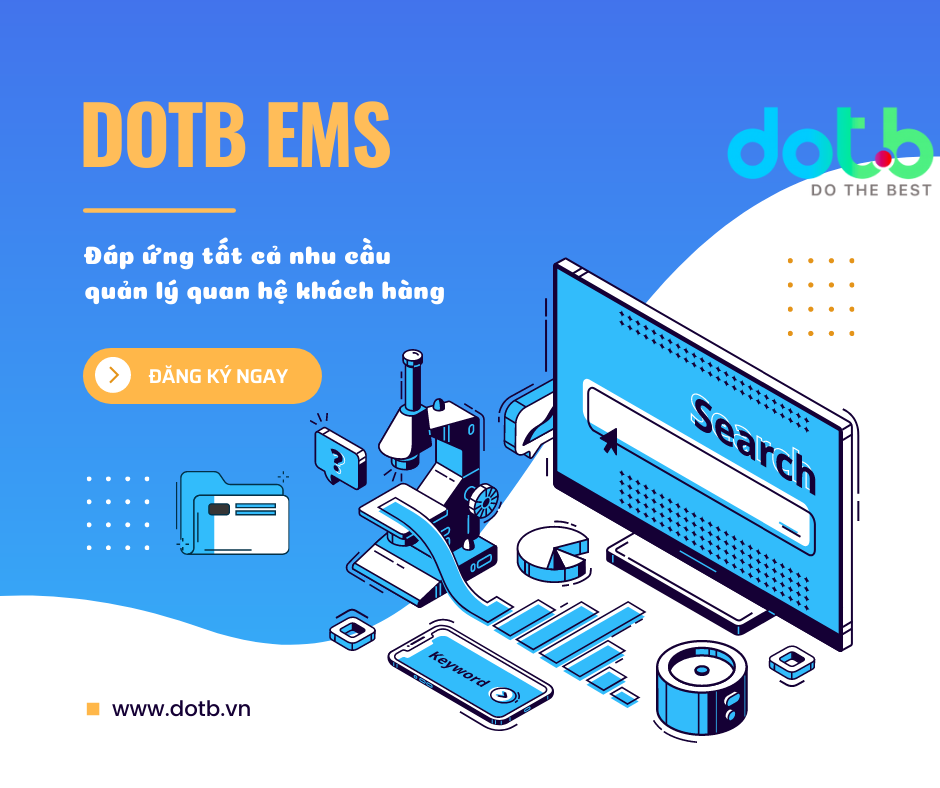 DOTB EMS
dotb
DO THE BEST
Đáp ứng tất cả nhu cầu
quản lý quan hệ khách hàng
ĐĂNG KÝ NGAY
?
Search
Keyword
www.dotb.vn